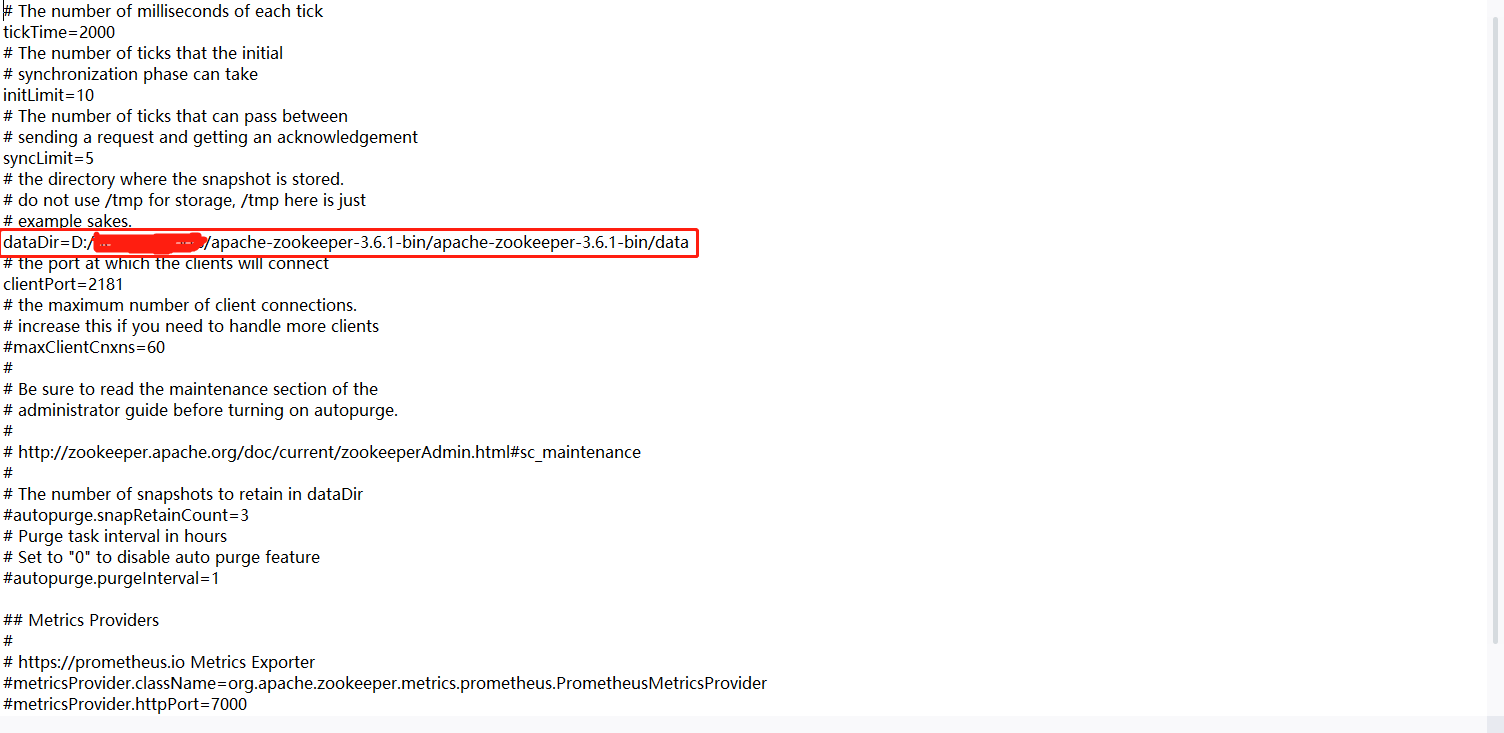 # The number of milliseconds of each tick
tickTime=2000
# The number of ticks that the initial
# synchronization phase can take
initLimit=10
# The number of ticks that can pass between
# sending a request and getting an acknowledgement
syncLimit=5
# the directory where the snapshot is stored.
# do not use /tmp for storage, /tmp here is just
# example sakes.
dataDir=D:/ /apache-zookeeper-3.6.1-bin/apache-zookeeper-3.6.1-bin/data
# the port at which the clients will connect
clientPort=2181
# the maximum number of client connections.
# increase this if you need to handle more clients
#maxClientCnxns=60
#
# Be sure to read the maintenance section of the
# administrator guide before turning on autopurge.
#
# http://zookeeper.apache.org/doc/current/zookeeperAdmin.html#sc_maintenance
#
# The number of snapshots to retain in dataDir
#autopurge.snapRetainCount=3
# Purge task interval in hours
# Set to "0" to disable auto purge feature
#autopurge.purgeInterval=1
## Metrics Providers
#
# https://prometheus.io Metrics Exporter
#metricsProvider.className=org.apache.zookeeper.metrics.prometheus.PrometheusMetricsProvider
#metricsProvider.httpPort=7000